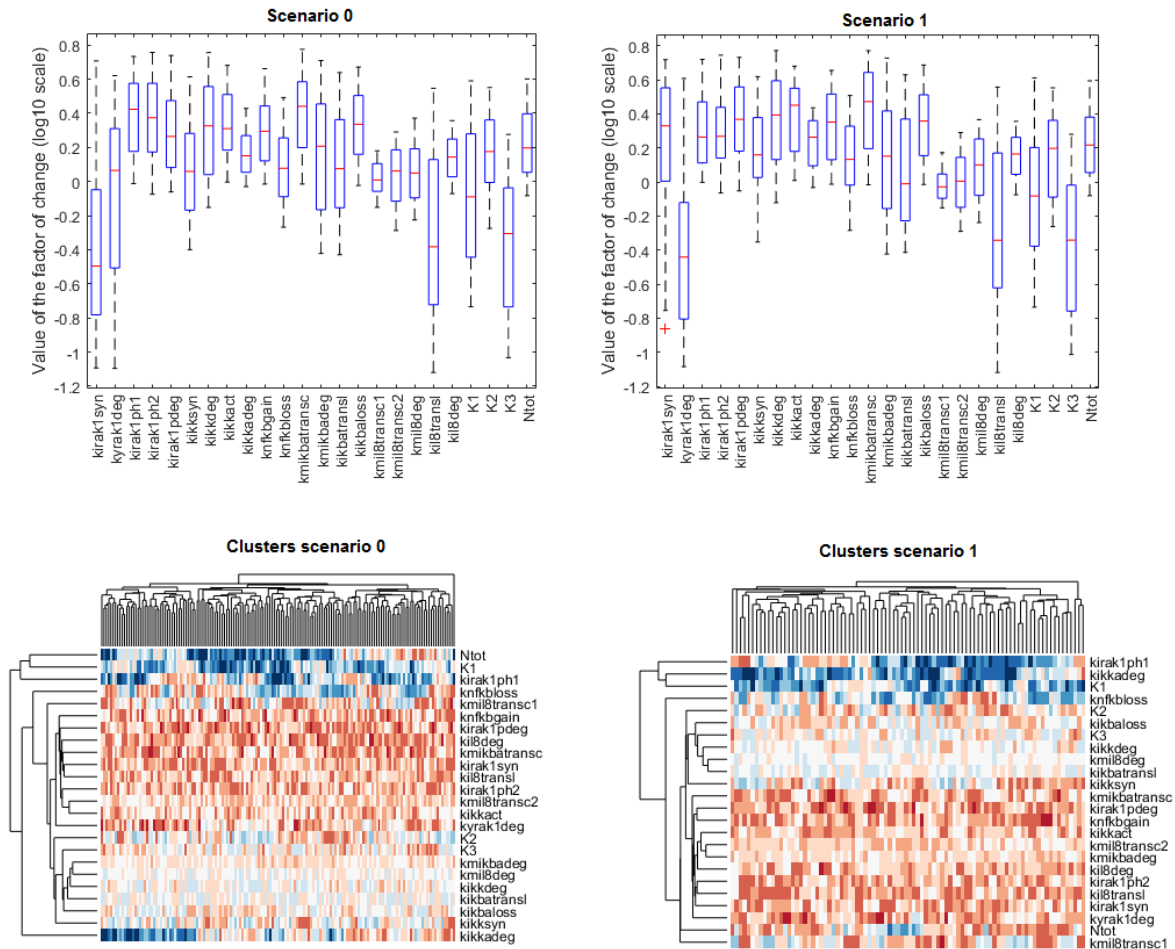 Scenario 0
Value of the factor of change (log10 scale)
0.8
0.6
0.4
0.2
0
-0.2
-0.4
-0.6
-0.8
-1
-1.2
kirak1syn
kyrak1deg
kirak1ph1
kirak1ph2
kirak1pdeg
kikksyn
kikkdeg
kikkact
kikkadeg
knfkbgain
knfkbloss
kmikbatransc
kmikbadeg
kikbatransl
kikbaloss
kmil8transc1
kmil8transc2
kmil8deg
kil8transl
kil8deg
K1
K2
K3
Ntot
Scenario 1
Value of the factor of change (log10 scale)
0.8
0.6
0.4
0.2
0
-0.2
-0.4
-0.6
-0.8
-1
-1.2
kirak1syn
kyrak1deg
kirak1ph1
kirak1ph2
kirak1pdeg
kikksyn
kikkdeg
kikkact
kikkadeg
knfkbgain
knfkbloss
kmikbatransc
kmikbadeg
kikbatransl
kikbaloss
kmil8transc1
kmil8transc2
kmil8deg
kil8transl
kil8deg
K1
K2
K3
Ntot
Clusters scenario 0
Ntot
K1
kirak1ph1
knfkbloss
kmil8transc1
knfkbgain
kirak1pdeg
kil8deg
kmikbatransc
kirak1syn
kil8transl
kirak1ph2
kmil8transc2
kikkact
kyrak1deg
K2
K3
kmikbadeg
kmil8deg
kikkdeg
kikbatransl
kikbaloss
kikksyn
kikkadeg
Clusters scenario 1
kirak1ph1
kikkadeg
K1
knfkbloss
K2
kikbaloss
K3
kikkdeg
kmil8deg
kikbatransl
kikksyn
kmikbatransc
kirak1pdeg
knfkbgain
kikkact
kmil8transc2
kmikbadeg
kil8deg
kirak1ph2
kil8transl
kirak1syn
kyrak1deg
Ntot
kmil8transc1